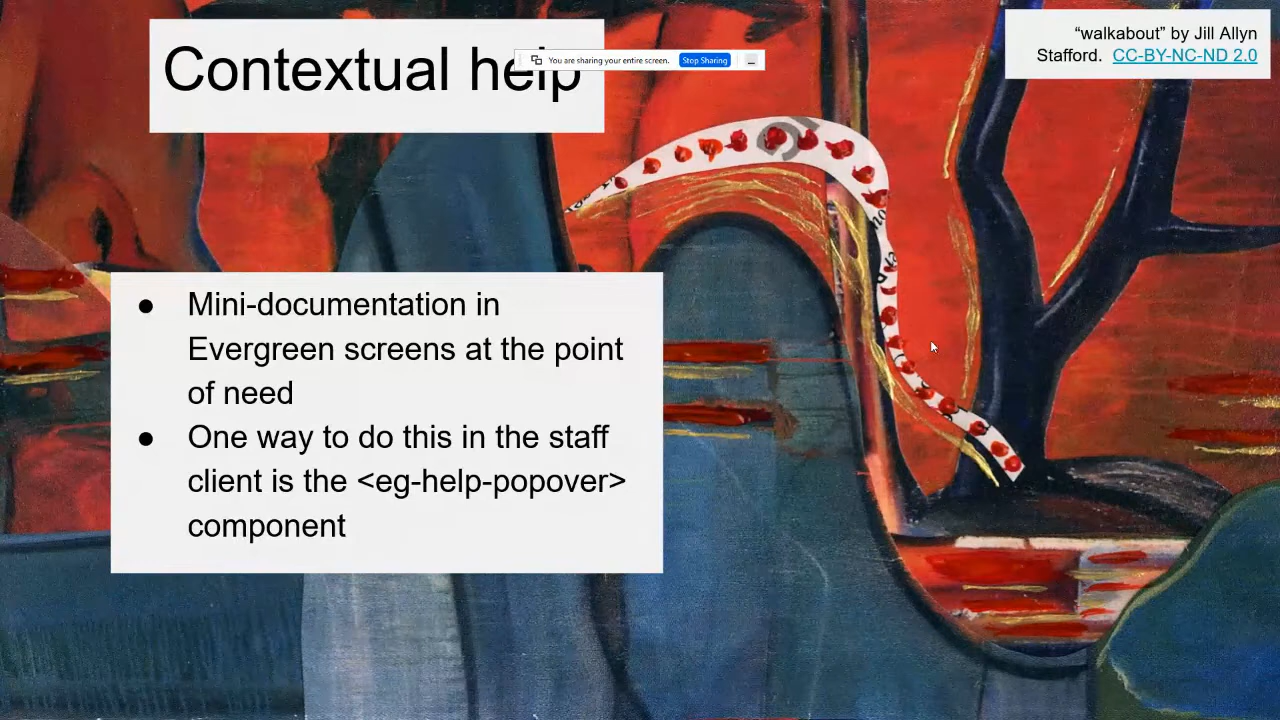 Contextual help
You are sharing your entire screen. Stop Sharing
“walkabout” by Jill Allyn
Stafford. CC-BY-NC-ND 2.0
● Mini-documentation in
Evergreen screens at the point
of need
● One way to do this in the staff
client is the <eg-help-popover>
component